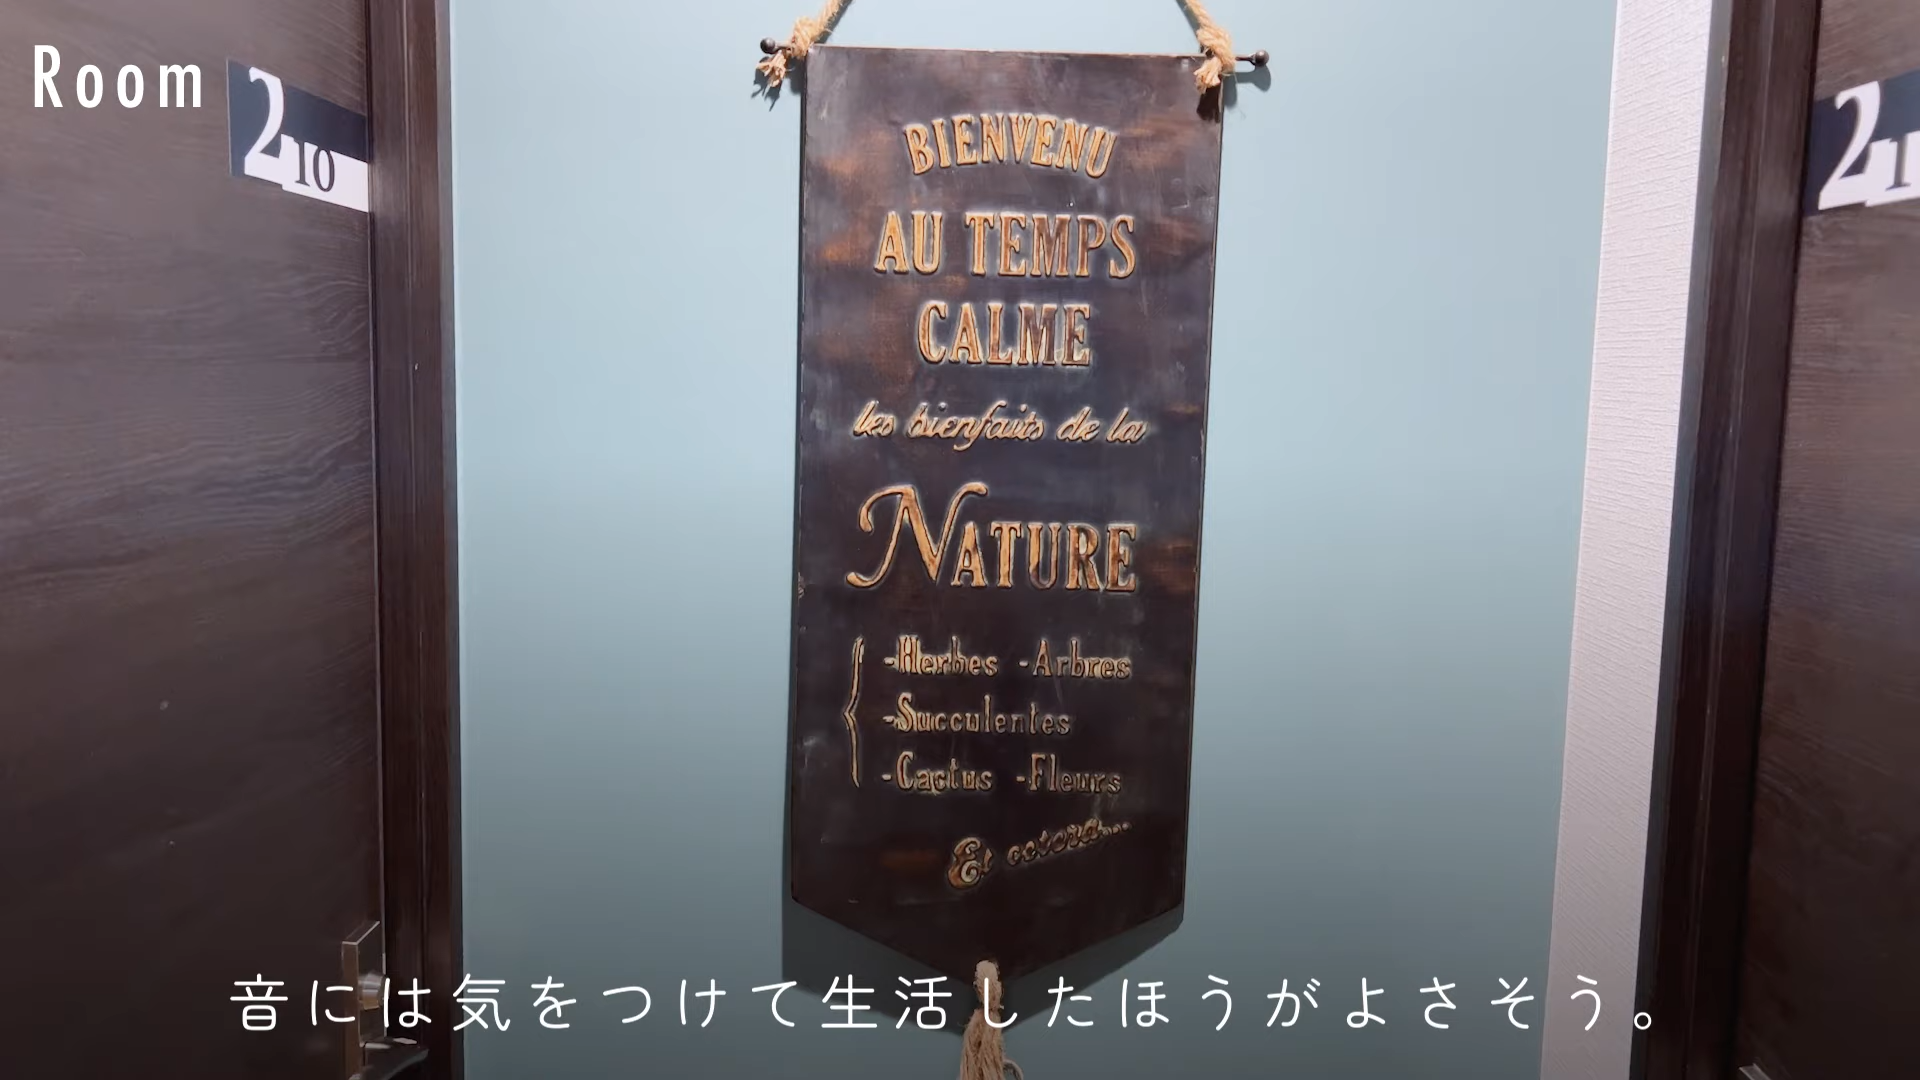 Room
2
10
2
BIENVENU
AU TEMPS
CALME
les bienfaits de la
NATURE
-Herbes -Arbres
-Succulentes
-Cactus -Fleurs
Et cetera...
音には気をつけて生活したほうがよさそう。